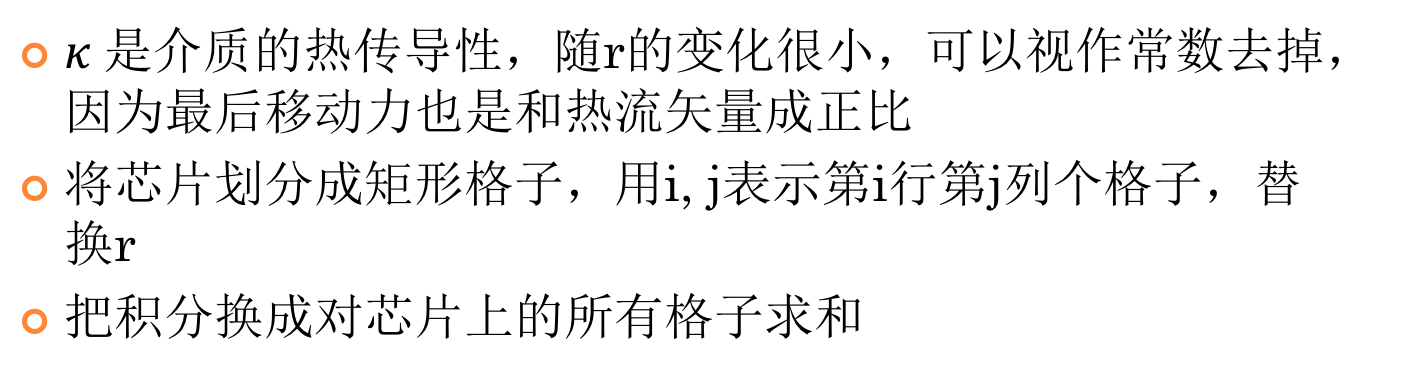 κ 是介质的热传导性，随r的变化很小，可以视作常数去掉，
因为最后移动力也是和热流矢量成正比
将芯片划分成矩形格子，用i, j表示第i行第j列个格子，替
换r
把积分换成对芯片上的所有格子求和